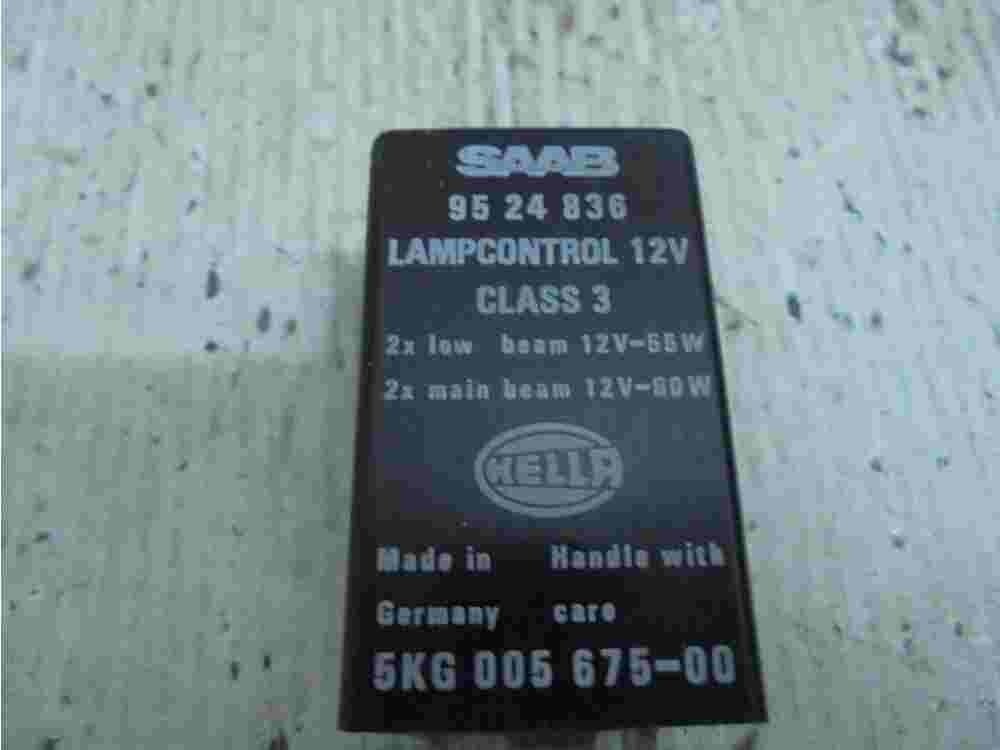 SAAB
95 24 836
LAMPCONTROL 12V
CLASS 3
2x low beam 12V-55W
2x main beam 12V-60W
HELLA
Made in Handle with
Germany care
5KG 005 675-00